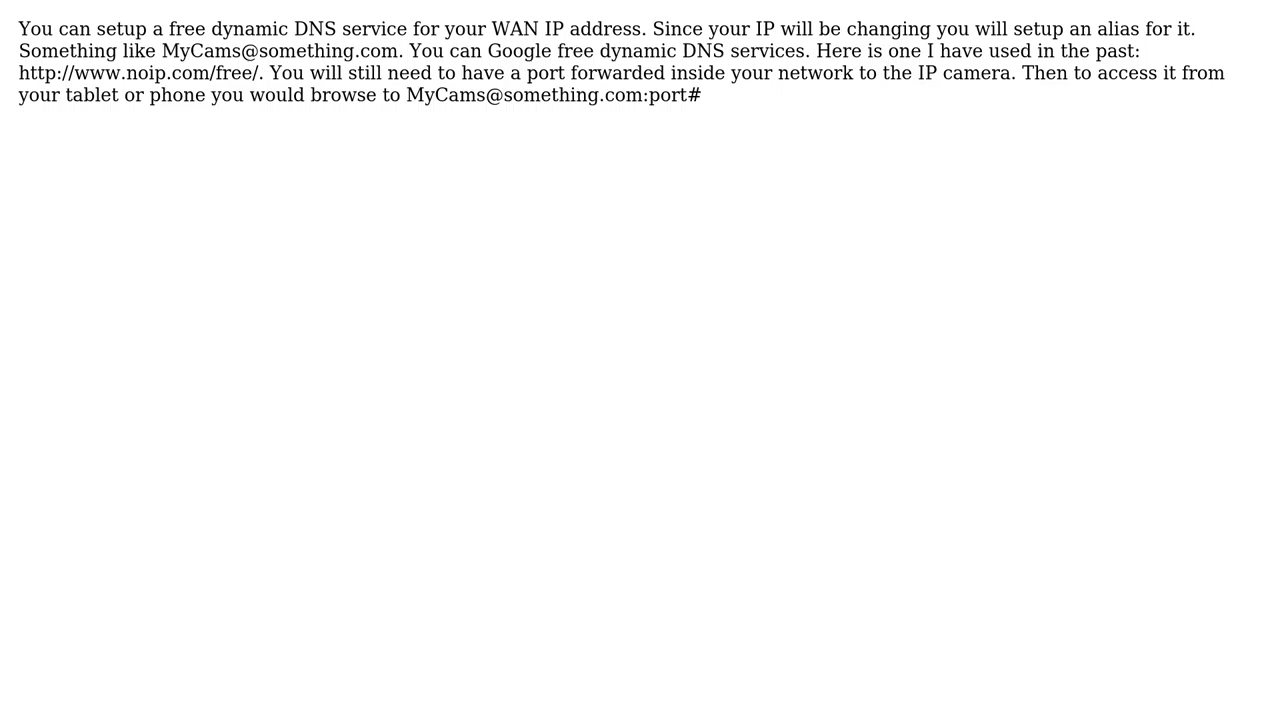 You can setup a free dynamic DNS service for your WAN IP address. Since your IP will be changing you will setup an alias for it.
Something like MyCams@something.com. You can Google free dynamic DNS services. Here is one I have used in the past:
http://www.noip.com/free/. You will still need to have a port forwarded inside your network to the IP camera. Then to access it from
your tablet or phone you would browse to MyCams@something.com:port#